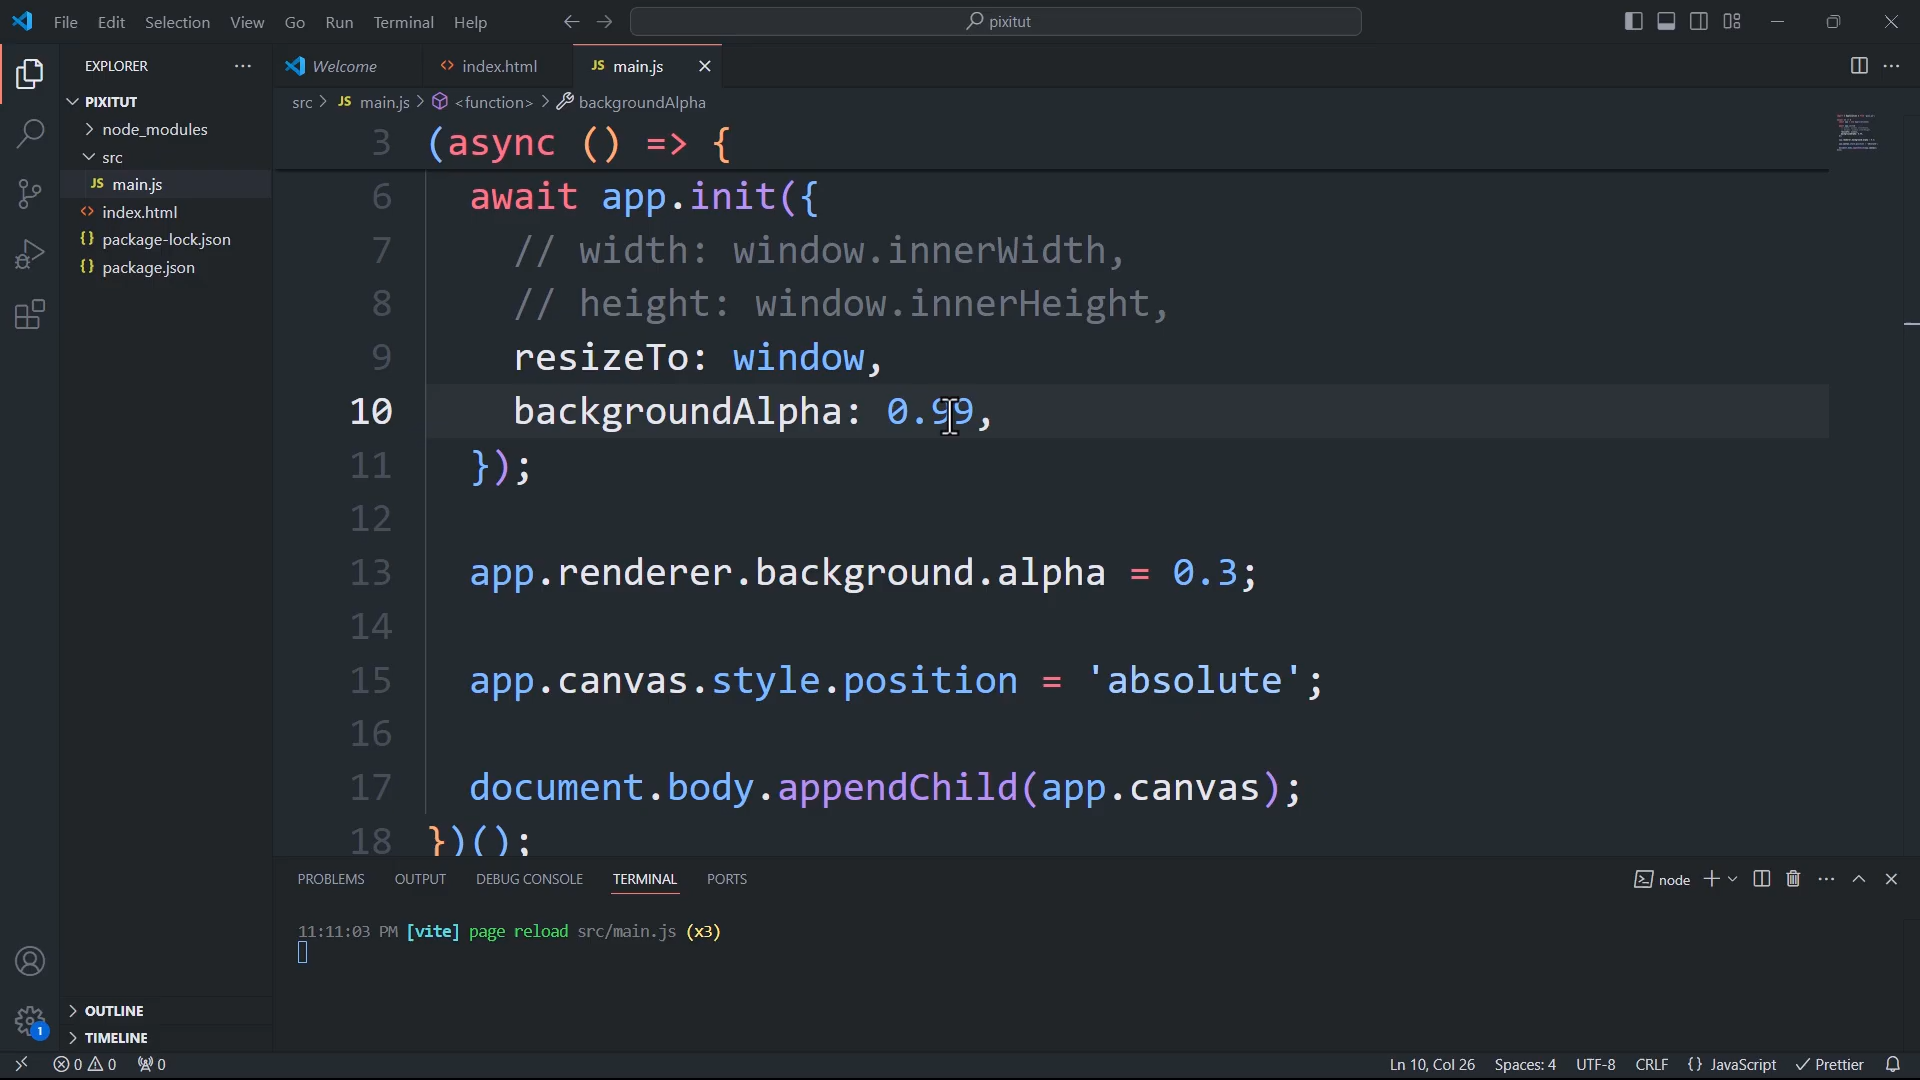 File Edit Selection View Go Run Terminal Help
pixitut
EXPLORER
PIXITUT
node_modules
src
JS main.js
<> index.html
{} package-lock.json
{} package.json
OUTLINE
TIMELINE
Welcome
<> index.html
JS main.js
src > JS main.js > <function> > backgroundAlpha
3 (async () => {
6 await app.init({
7 // width: window.innerWidth,
8 // height: window.innerHeight,
9 resizeTo: window,
10 backgroundAlpha: 0.99,
11 });
12
13 app.renderer.background.alpha = 0.3;
14
15 app.canvas.style.position = 'absolute';
16
17 document.body.appendChild(app.canvas);
18 })();
PROBLEMS OUTPUT DEBUG CONSOLE TERMINAL PORTS
node
11:11:03 PM [vite] page reload src/main.js (x3)
1
0 0 0
Ln 10, Col 26 Spaces: 4 UTF-8 CRLF {} JavaScript Prettier